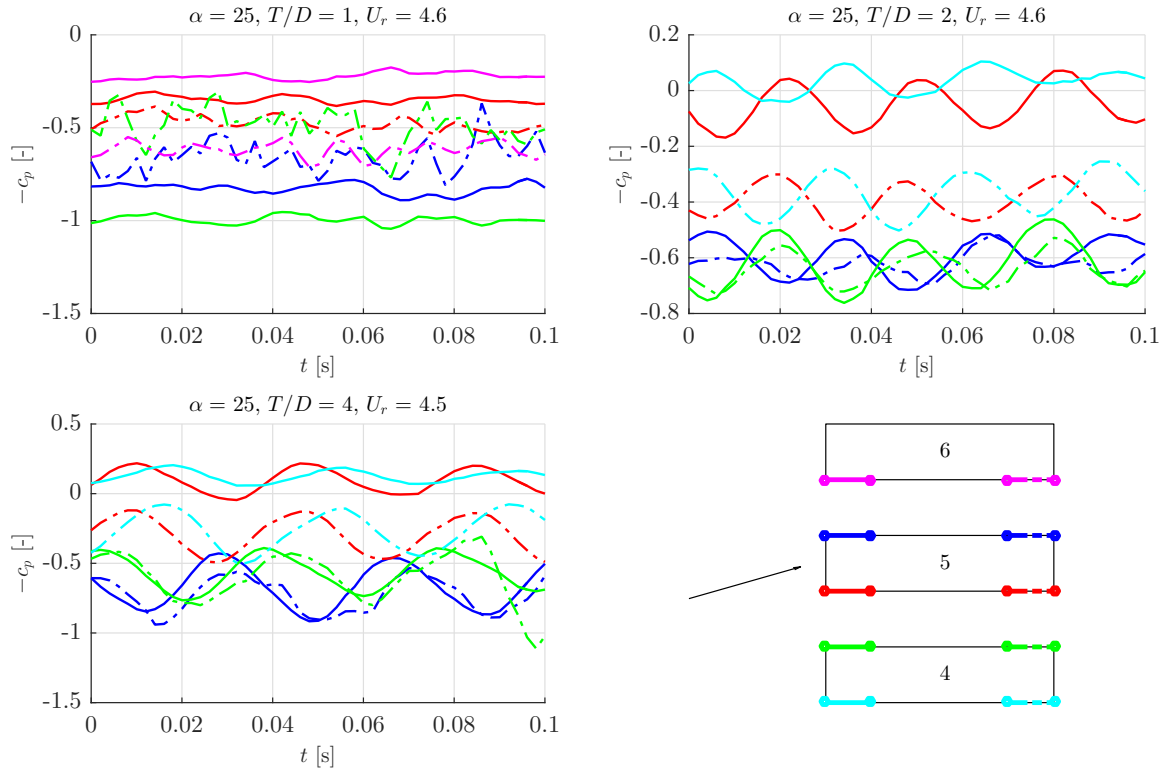 α = 25, T/D = 1, U_r = 4.6
0
-0.5
-1
-1.5
−c_p [-]
0 0.02 0.04 0.06 0.08 0.1
t [s]
α = 25, T/D = 2, U_r = 4.6
0.2
0
-0.2
-0.4
-0.6
-0.8
−c_p [-]
0 0.02 0.04 0.06 0.08 0.1
t [s]
α = 25, T/D = 4, U_r = 4.5
0.5
0
-0.5
-1
-1.5
−c_p [-]
0 0.02 0.04 0.06 0.08 0.1
t [s]
6
5
4